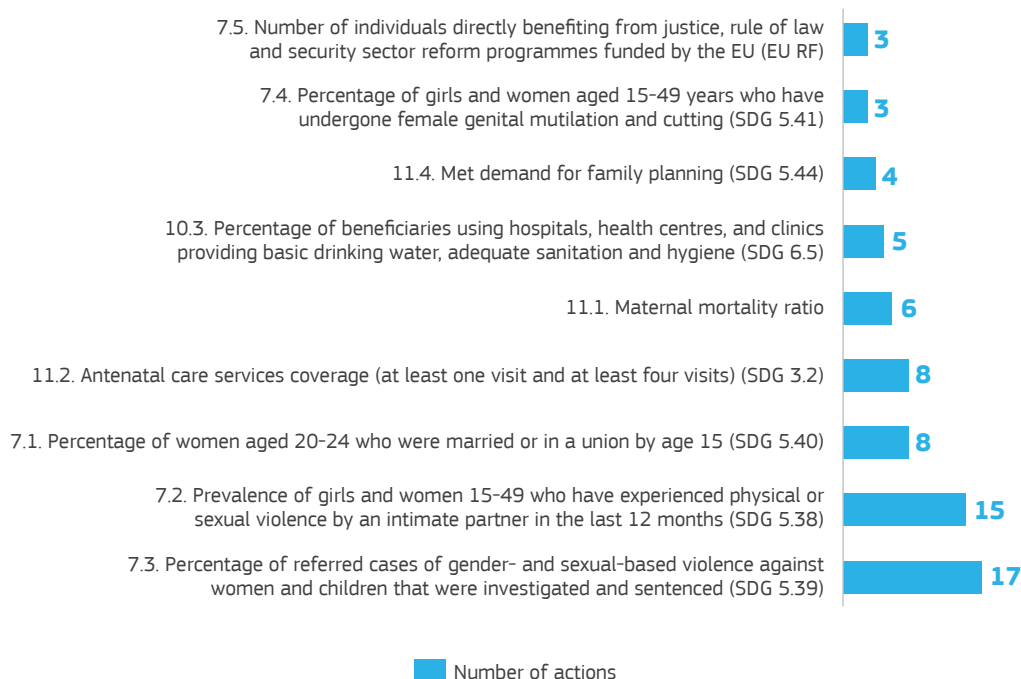 7.5. Number of individuals directly benefiting from justice, rule of law
and security sector reform programmes funded by the EU (EU RF)
3
7.4. Percentage of girls and women aged 15-49 years who have
undergone female genital mutilation and cutting (SDG 5.41)
3
11.4. Met demand for family planning (SDG 5.44)
4
10.3. Percentage of beneficiaries using hospitals, health centres, and clinics
providing basic drinking water, adequate sanitation and hygiene (SDG 6.5)
5
11.1. Maternal mortality ratio
6
11.2. Antenatal care services coverage (at least one visit and at least four visits) (SDG 3.2)
8
7.1. Percentage of women aged 20-24 who were married or in a union by age 15 (SDG 5.40)
8
7.2. Prevalence of girls and women 15-49 who have experienced physical or
sexual violence by an intimate partner in the last 12 months (SDG 5.38)
15
7.3. Percentage of referred cases of gender- and sexual-based violence against
women and children that were investigated and sentenced (SDG 5.39)
17
Number of actions